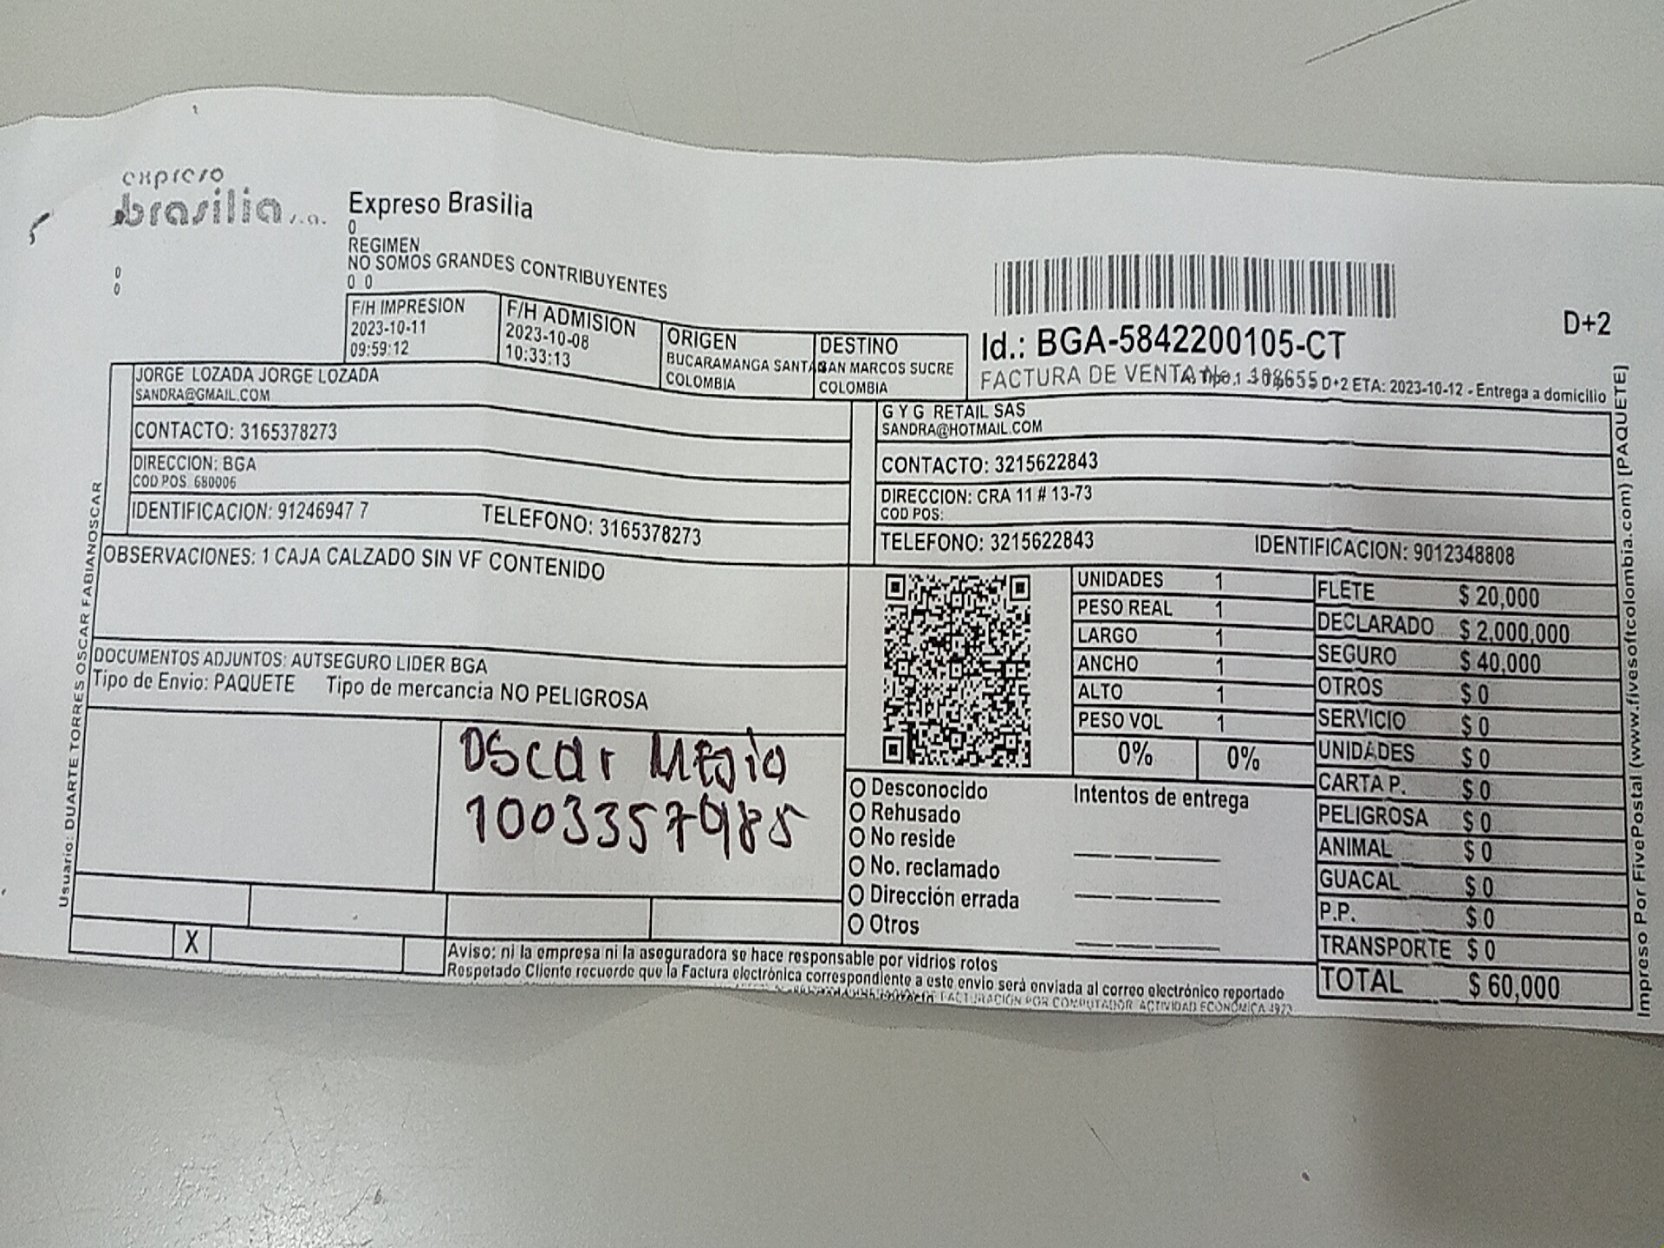 expreso
brasilia s.a.
Expreso Brasilia
0
REGIMEN
NO SOMOS GRANDES CONTRIBUYENTES
0 0
0
0
F/H IMPRESION
2023-10-11
09:59:12
F/H ADMISION
2023-10-08
10:33:13
ORIGEN
BUCARAMANGA SANTA
COLOMBIA
DESTINO
SAN MARCOS SUCRE
COLOMBIA
D+2
Id.: BGA-5842200105-CT
FACTURA DE VENTA D+2 ETA: 2023-10-12 - Entrega a domicilio
JORGE LOZADA JORGE LOZADA
SANDRA@GMAIL.COM
CONTACTO: 3165378273
DIRECCION: BGA
COD POS. 680006
IDENTIFICACION: 91246947 7 TELEFONO: 3165378273
G Y G RETAIL SAS
SANDRA@HOTMAIL.COM
CONTACTO: 3215622843
DIRECCION: CRA 11 # 13-73
COD POS:
TELEFONO: 3215622843 IDENTIFICACION: 9012348808
OBSERVACIONES: 1 CAJA CALZADO SIN VF CONTENIDO
DOCUMENTOS ADJUNTOS: AUTSEGURO LIDER BGA
Tipo de Envio: PAQUETE Tipo de mercancia NO PELIGROSA
Oscar Mejia
1003357985
X
UNIDADES 1
PESO REAL 1
LARGO 1
ANCHO 1
ALTO 1
PESO VOL 1
0% 0%
Desconocido
Rehusado
No reside
No. reclamado
Dirección errada
Otros
Intentos de entrega
FLETE $ 20,000
DECLARADO $ 2,000,000
SEGURO $ 40,000
OTROS $ 0
SERVICIO $ 0
UNIDADES $ 0
CARTA P. $ 0
PELIGROSA $ 0
ANIMAL $ 0
GUACAL $ 0
P.P. $ 0
TRANSPORTE $ 0
TOTAL $ 60,000
Aviso: ni la empresa ni la aseguradora se hace responsable por vidrios rotos
Respetado Cliente recuerde que la Factura electrónica correspondiente a este envio será enviada al correo electrónico reportado
FACTURACIÓN POR COMPUTADOR ACTIVIDAD ECONÓMICA 4923
Usuario: DUARTE TORRES OSCAR FABIANOSCAR
Impreso Por FivePostal (www.fivesoftcolombia.com) [PAQUETE]